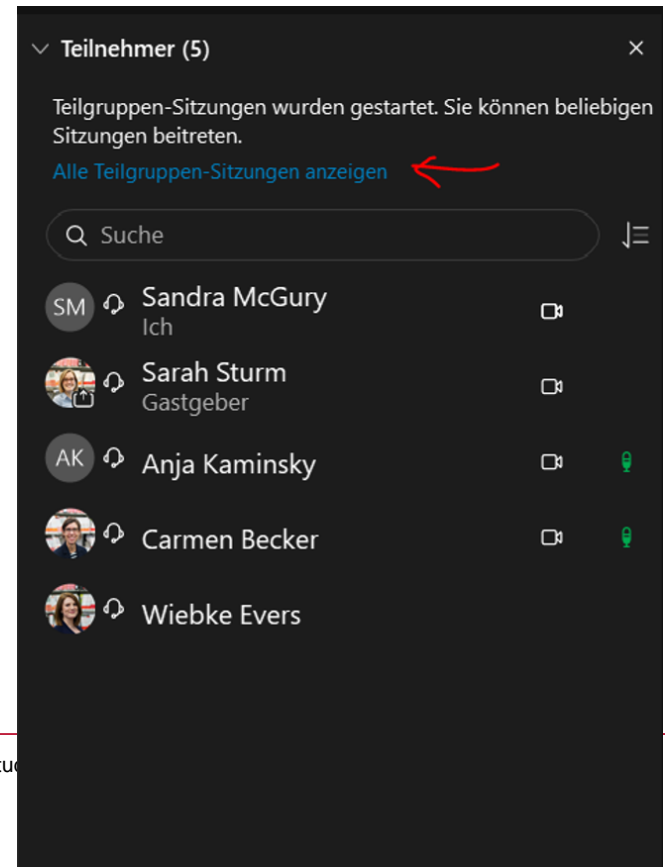 Teilnehmer (5)
Teilgruppen-Sitzungen wurden gestartet. Sie können beliebigen
Sitzungen beitreten.
Alle Teilgruppen-Sitzungen anzeigen
Suche
SM Sandra McGury
Ich
Sarah Sturm
Gastgeber
AK Anja Kaminsky
Carmen Becker
Wiebke Evers